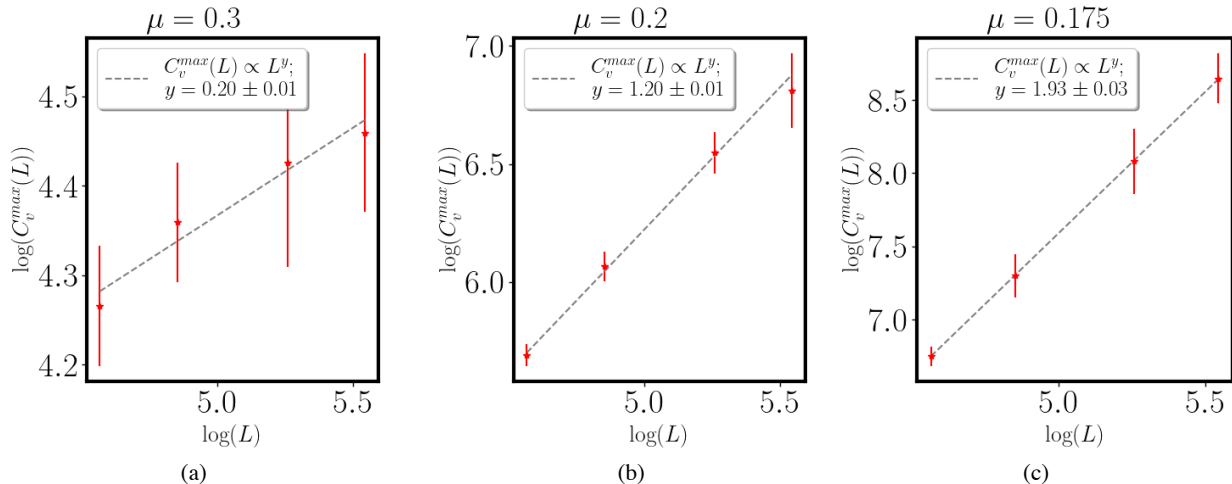 μ = 0.3
C_v^{max}(L) ∝ L^y;
y = 0.20 ± 0.01
4.5
4.4
4.3
4.2
log(C_v^{max}(L))
5.0 5.5
log(L)
(a)
μ = 0.2
C_v^{max}(L) ∝ L^y;
y = 1.20 ± 0.01
7.0
6.5
6.0
log(C_v^{max}(L))
5.0 5.5
log(L)
(b)
μ = 0.175
C_v^{max}(L) ∝ L^y;
y = 1.93 ± 0.03
8.5
8.0
7.5
7.0
log(C_v^{max}(L))
5.0 5.5
log(L)
(c)